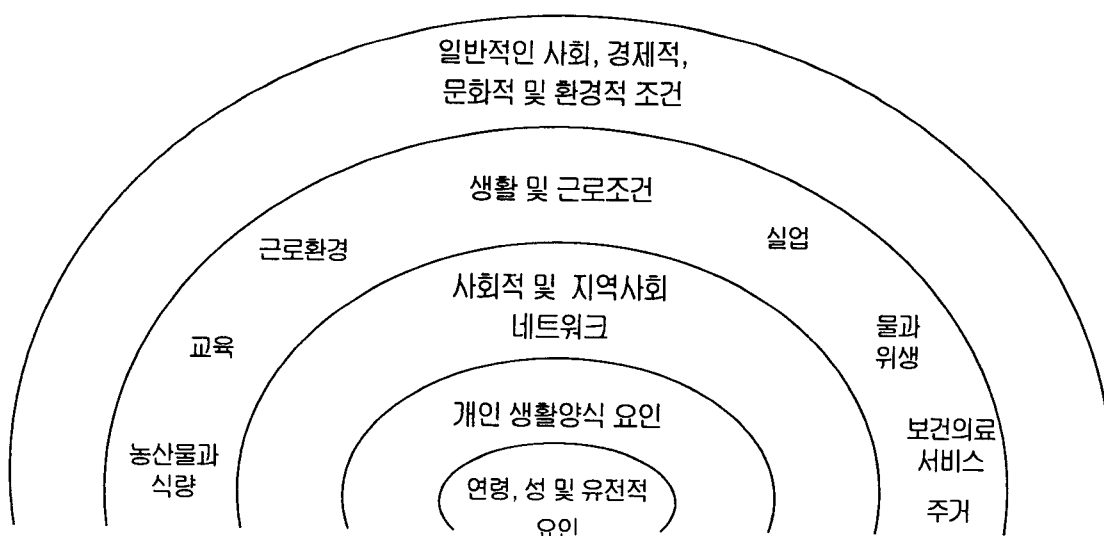 일반적인 사회, 경제적,
문화적 및 환경적 조건
생활 및 근로조건
근로환경
실업
사회적 및 지역사회
네트워크
교육
물과
위생
개인 생활양식 요인
농산물과
식량
보건의료
서비스
주거
연령, 성 및 유전적
요인